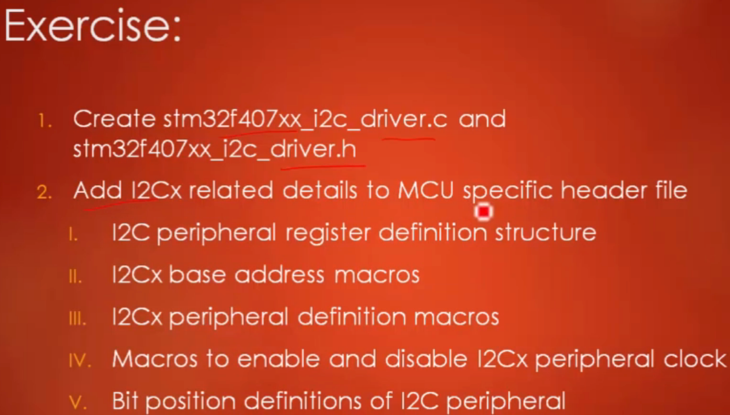 Exercise:
1. Create stm32f407xx_i2c_driver.c and
stm32f407xx_i2c_driver.h
2. Add I2Cx related details to MCU specific header file
I. I2C peripheral register definition structure
II. I2Cx base address macros
III. I2Cx peripheral definition macros
IV. Macros to enable and disable I2Cx peripheral clock
V. Bit position definitions of I2C peripheral